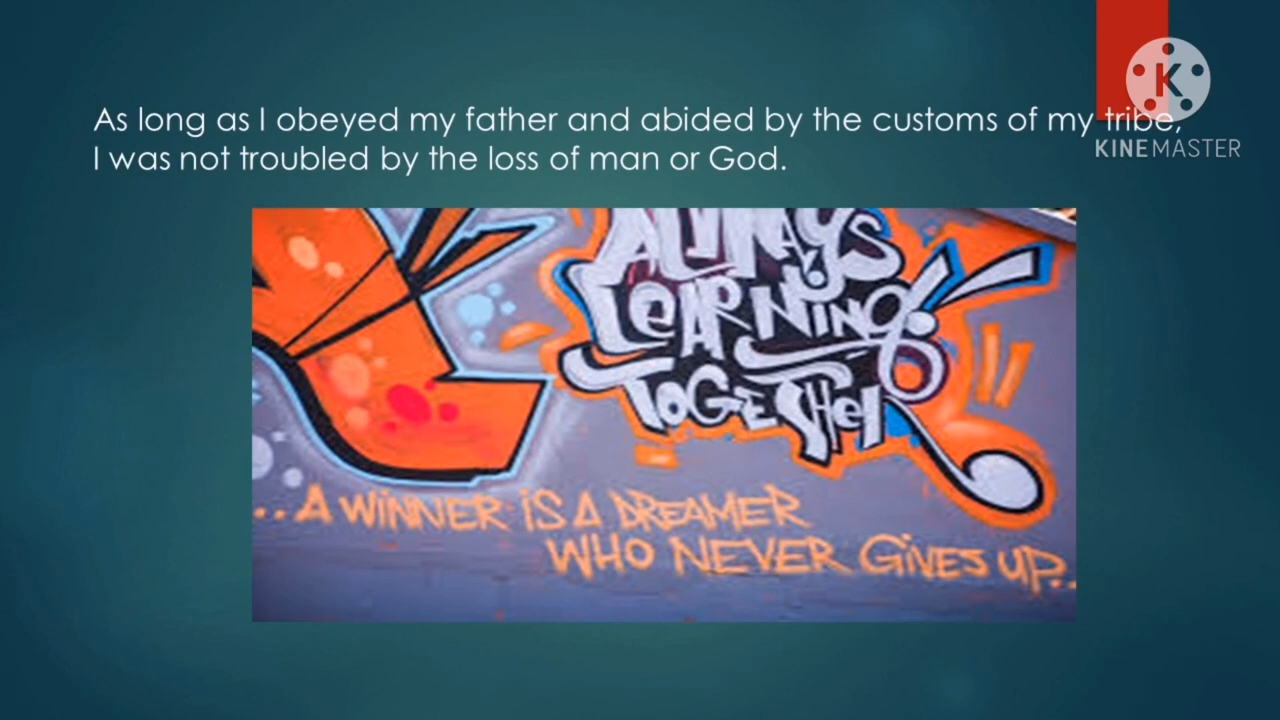 As long as I obeyed my father and abided by the customs of my tribe,
I was not troubled by the loss of man or God.
K
KINEMASTER
ALWAYS
LEARNING
TOGETHER
..A WINNER IS A DREAMER
WHO NEVER GIVES UP..